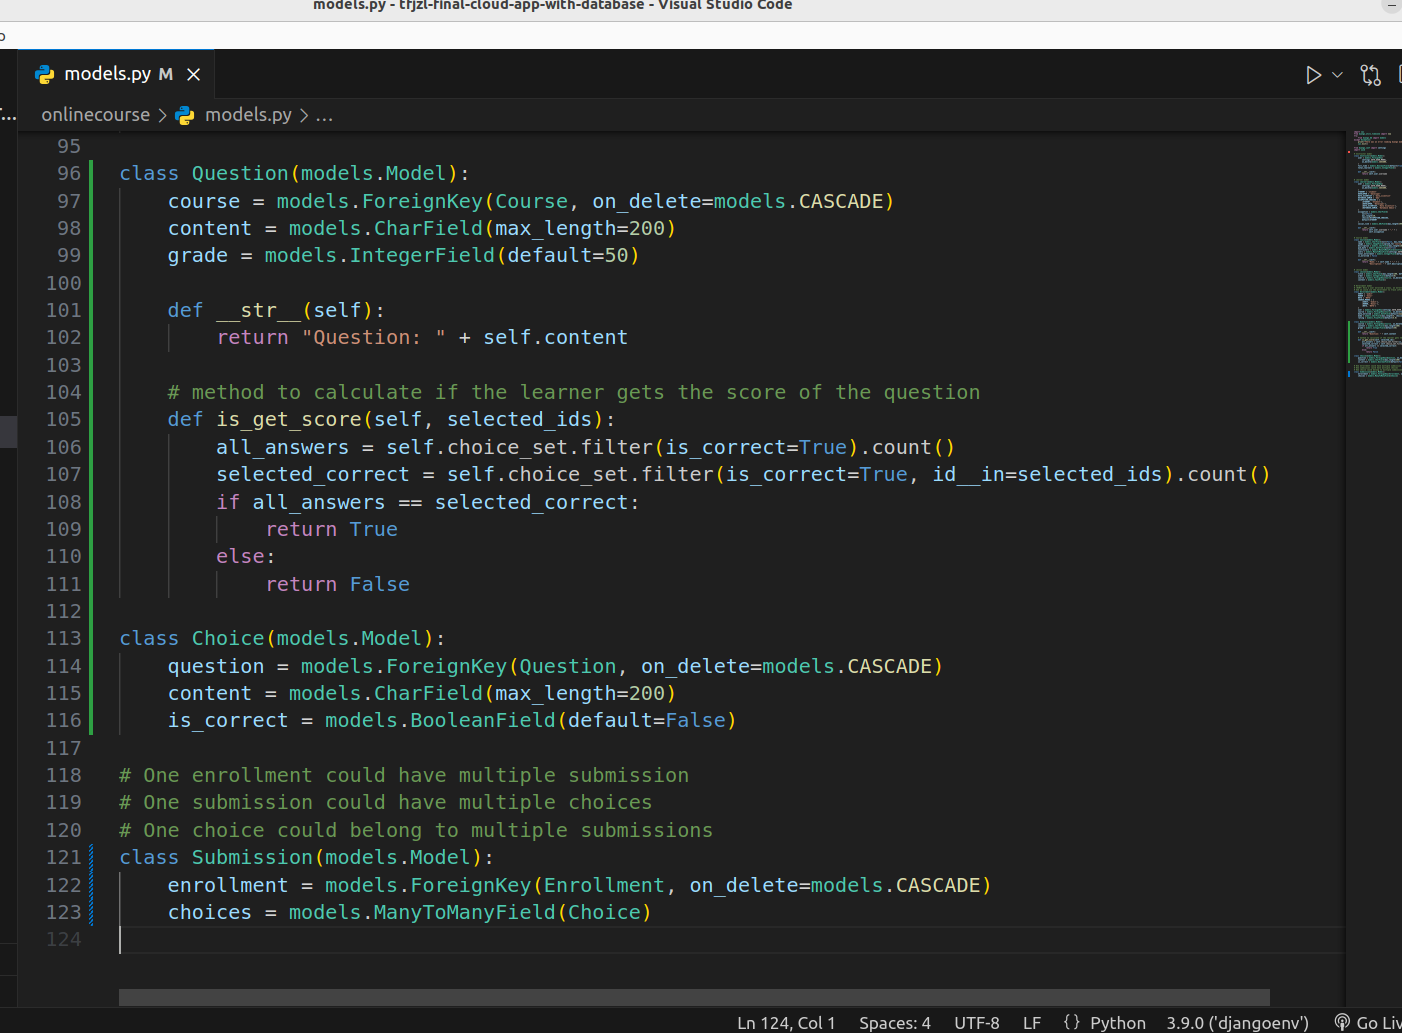 models.py - tfjzl-final-cloud-app-with-database - Visual Studio Code
models.py M
onlinecourse > models.py > ...
95
96 class Question(models.Model):
97     course = models.ForeignKey(Course, on_delete=models.CASCADE)
98     content = models.CharField(max_length=200)
99     grade = models.IntegerField(default=50)
100
101     def __str__(self):
102         return "Question: " + self.content
103
104     # method to calculate if the learner gets the score of the question
105     def is_get_score(self, selected_ids):
106         all_answers = self.choice_set.filter(is_correct=True).count()
107         selected_correct = self.choice_set.filter(is_correct=True, id__in=selected_ids).count()
108         if all_answers == selected_correct:
109             return True
110         else:
111             return False
112
113 class Choice(models.Model):
114     question = models.ForeignKey(Question, on_delete=models.CASCADE)
115     content = models.CharField(max_length=200)
116     is_correct = models.BooleanField(default=False)
117
118 # One enrollment could have multiple submission
119 # One submission could have multiple choices
120 # One choice could belong to multiple submissions
121 class Submission(models.Model):
122     enrollment = models.ForeignKey(Enrollment, on_delete=models.CASCADE)
123     choices = models.ManyToManyField(Choice)
124
Ln 124, Col 1 Spaces: 4 UTF-8 LF {} Python 3.9.0 ('djangoenv') Go Liv